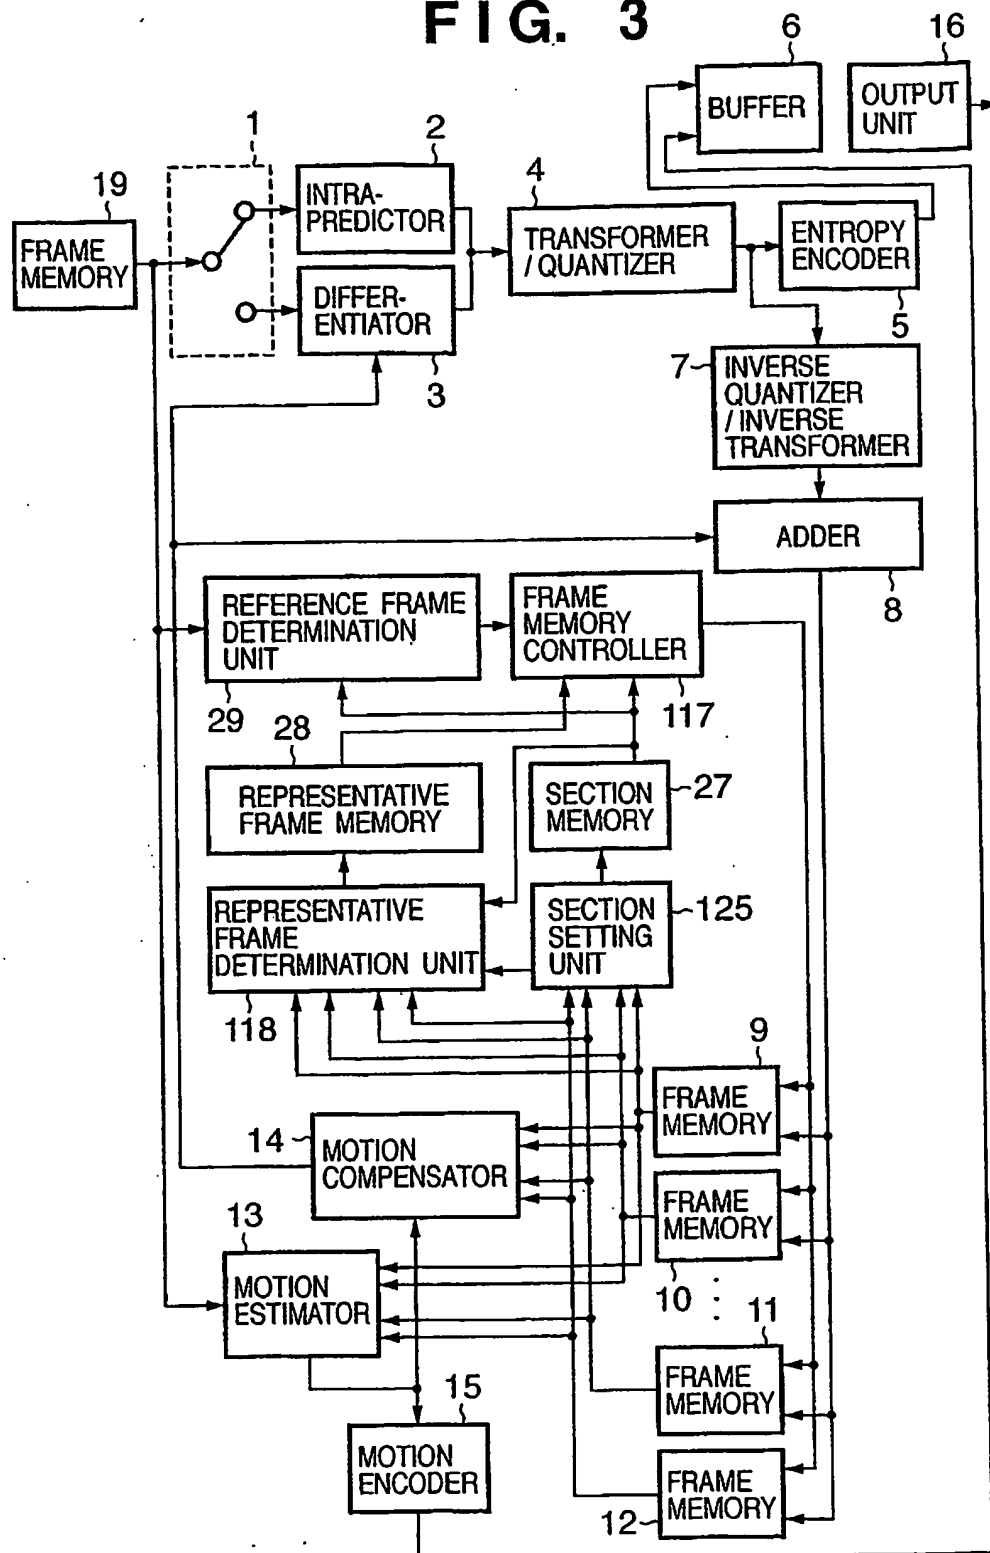 FIG. 3
6
16
BUFFER
OUTPUT
UNIT
1
2
19
INTRA-
PREDICTOR
4
FRAME
MEMORY
TRANSFORMER
/QUANTIZER
ENTROPY
ENCODER
DIFFER-
ENTIATOR
5
3
7
INVERSE
QUANTIZER
/INVERSE
TRANSFORMER
ADDER
8
REFERENCE FRAME
DETERMINATION
UNIT
FRAME
MEMORY
CONTROLLER
29
117
28
REPRESENTATIVE
FRAME MEMORY
SECTION
MEMORY
27
REPRESENTATIVE
FRAME
DETERMINATION UNIT
SECTION
SETTING
UNIT
125
118
9
FRAME
MEMORY
14
MOTION
COMPENSATOR
FRAME
MEMORY
10
13
MOTION
ESTIMATOR
11
FRAME
MEMORY
15
MOTION
ENCODER
FRAME
MEMORY
12